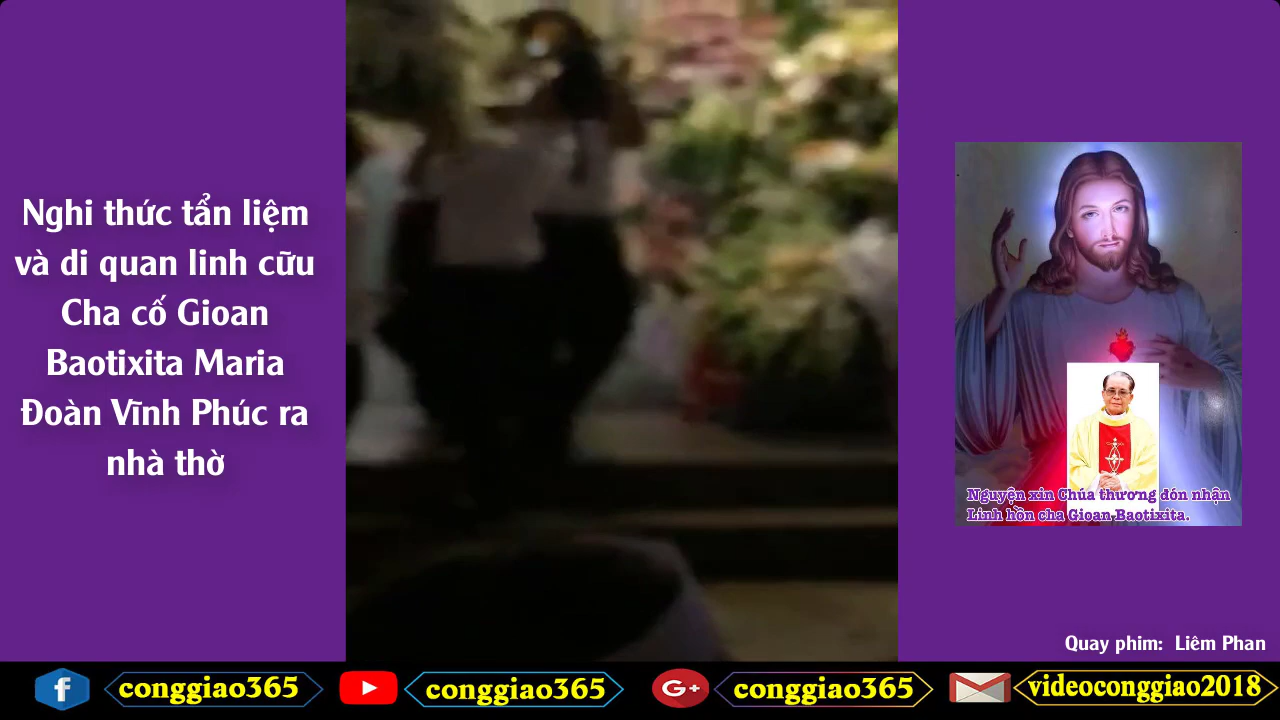 Nghi thức tẩn liệm
và di quan linh cữu
Cha cố Gioan
Baotixita Maria
Đoàn Vĩnh Phúc ra
nhà thờ
Nguyện xin Chúa thương đón nhận
Linh hồn cha Gioan Baotixita.
Quay phim: Liêm Phan
conggiao365
conggiao365
G+ conggiao365
videoconggiao2018